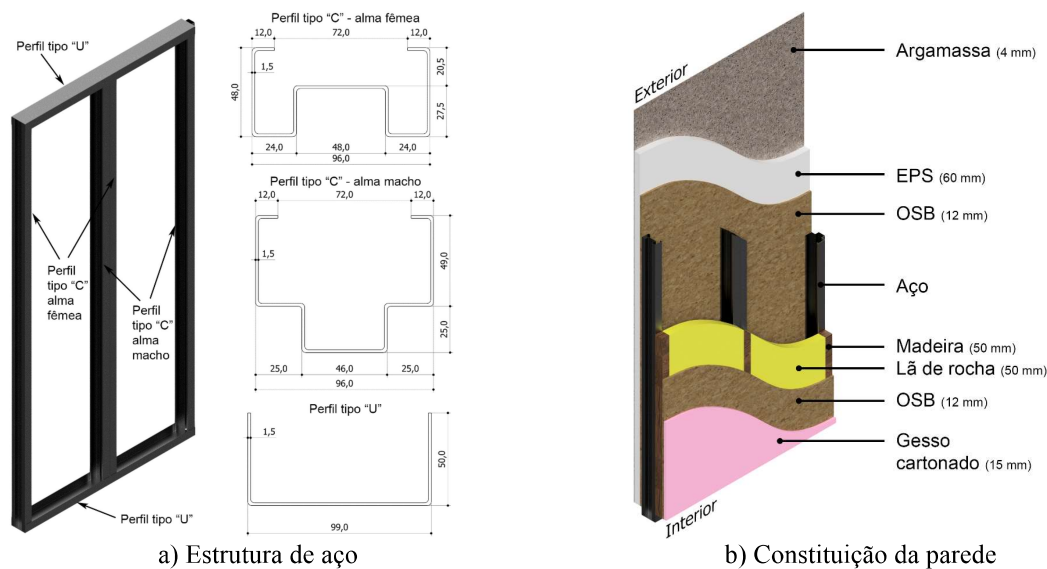 Perfil tipo “U”
Perfil
tipo “C”
alma
fêmea
Perfil
tipo “C”
alma
macho
Perfil tipo “U”
Perfil tipo “C” - alma fêmea
12,0
72,0
12,0
1,5
48,0
20,5
27,5
24,0
48,0
24,0
96,0
Perfil tipo “C” - alma macho
12,0
72,0
12,0
1,5
49,0
25,0
25,0
46,0
25,0
96,0
Perfil tipo “U”
1,5
50,0
99,0
a) Estrutura de aço
Exterior
Argamassa (4 mm)
EPS (60 mm)
OSB (12 mm)
Aço
Madeira (50 mm)
Lã de rocha (50 mm)
OSB (12 mm)
Gesso
cartonado (15 mm)
Interior
b) Constituição da parede